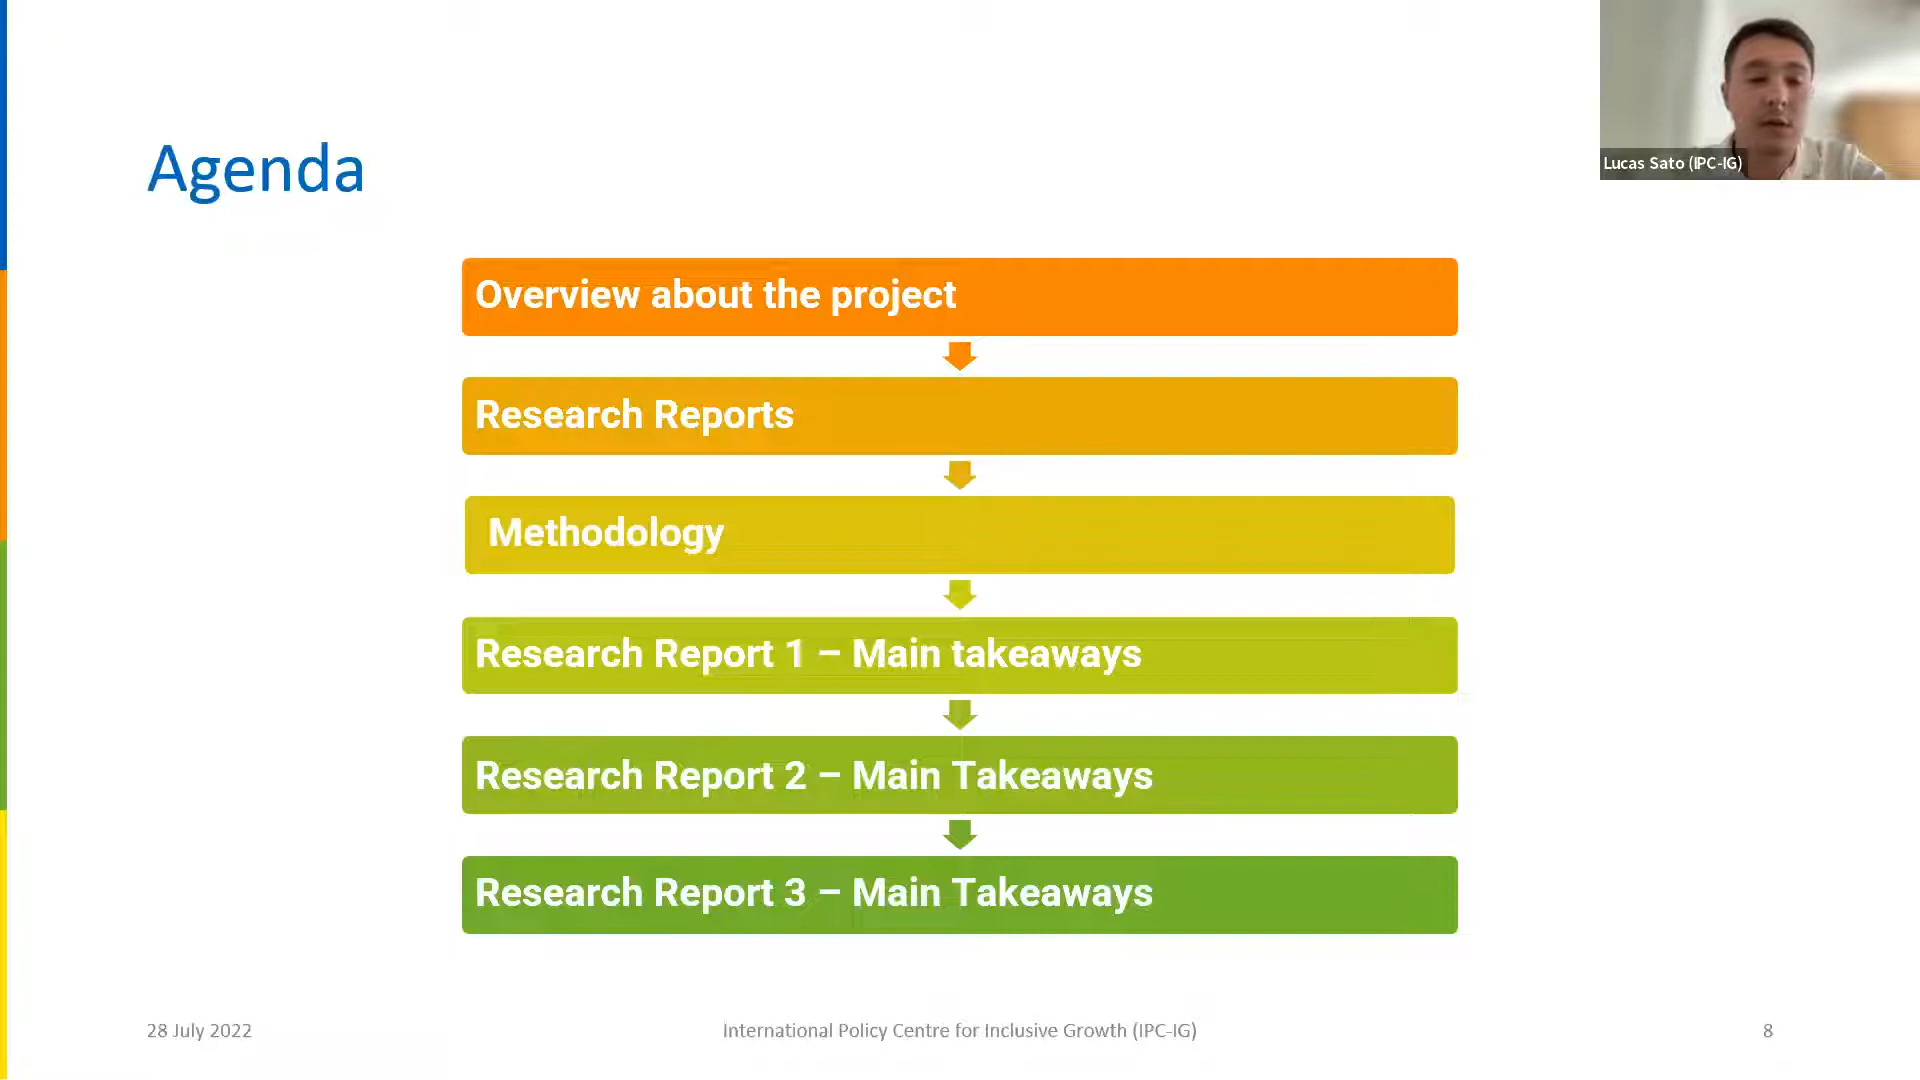 Agenda
Lucas Sato (IPC-IG)
Overview about the project
Research Reports
Methodology
Research Report 1 – Main takeaways
Research Report 2 – Main Takeaways
Research Report 3 – Main Takeaways
28 July 2022
International Policy Centre for Inclusive Growth (IPC-IG)
8